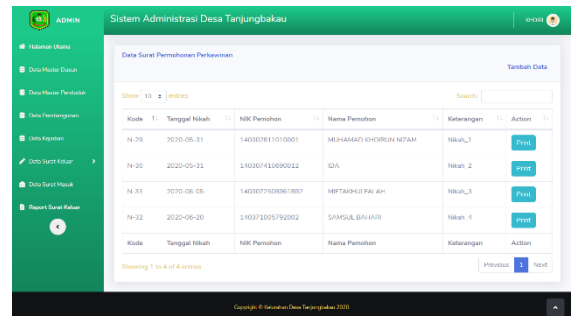 ADMIN
Sistem Administrasi Desa Tanjungbakau
KHOIRI
Halaman Utama
Data Master Dusun
Data Master Penduduk
Data Pembangunan
Data Kejadian
Data Surat Keluar
Data Surat Masuk
Report Surat Keluar
Data Surat Permohonan Perkawinan
Tambah Data
Show 10 entries
Search:
Kode Tanggal Nikah NIK Pemohon Nama Pemohon Keterangan Action
N-29 2020-05-31 140302811010001 MUHAMAD KHOIRUN NIZAM Nikah_1 Print
N-30 2020-05-31 140307410690012 IDA Nikah_2 Print
N-31 2020-06-05 1403072808961892 MIFTAKHUL FALAH Nikah_3 Print
N-32 2020-06-20 140371005792002 SAMSUL BAHARI Nikah_4 Print
Kode Tanggal Nikah NIK Pemohon Nama Pemohon Keterangan Action
Showing 1 to 4 of 4 entries
Previous 1 Next
Copyright © Kelurahan Desa Tanjungbakau 2020